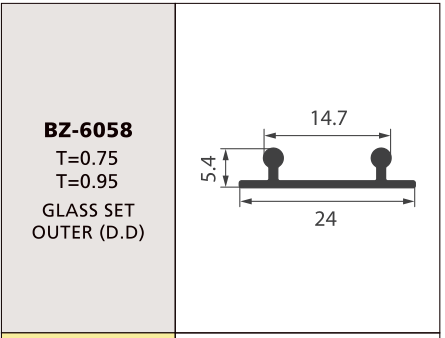 BZ-6058
T=0.75
T=0.95
GLASS SET
OUTER (D.D)
14.7
5.4
24